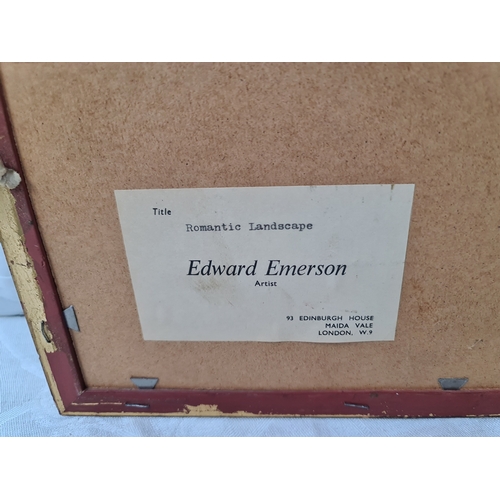 Title
Romantic Landscape
Edward Emerson
Artist
93 EDINBURGH HOUSE
MAIDA VALE
LONDON, W.9